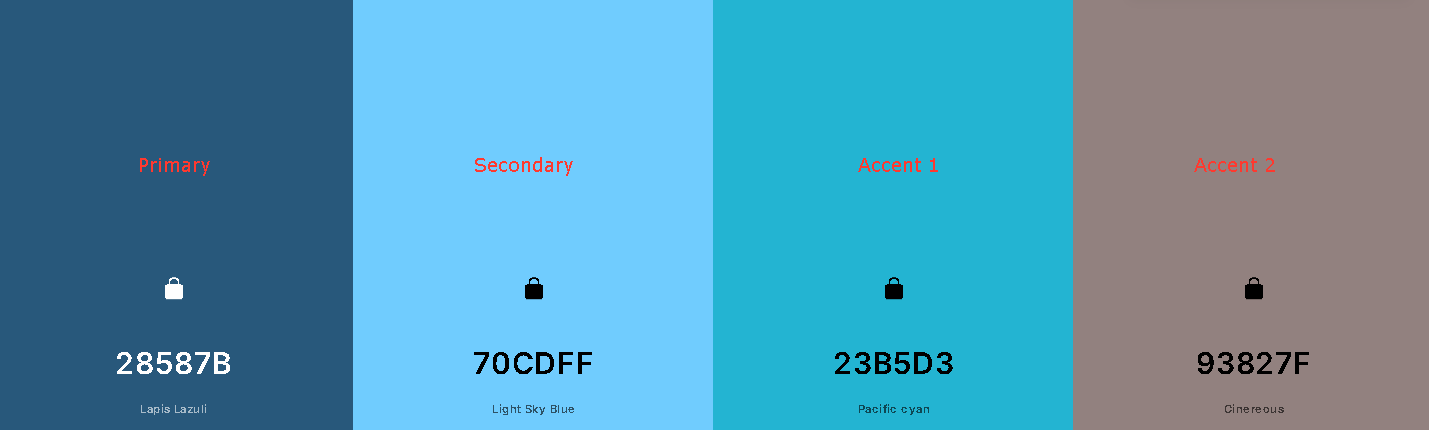 Primary
Secondary
Accent 1
Accent 2
28587B
70CDFF
23B5D3
93827F
Lapis Lazuli
Light Sky Blue
Pacific cyan
Cinereous